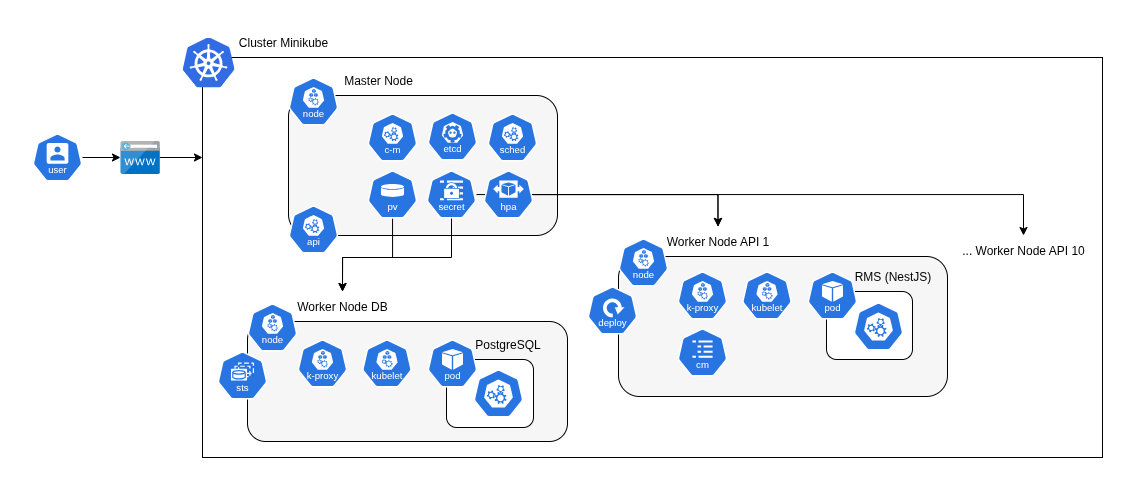 Cluster Minikube
Master Node
node
c-m
etcd
sched
user
WWW
pv
secret
hpa
api
Worker Node API 1
... Worker Node API 10
node
RMS (NestJS)
k-proxy
kubelet
pod
deploy
cm
Worker Node DB
node
PostgreSQL
k-proxy
kubelet
pod
sts